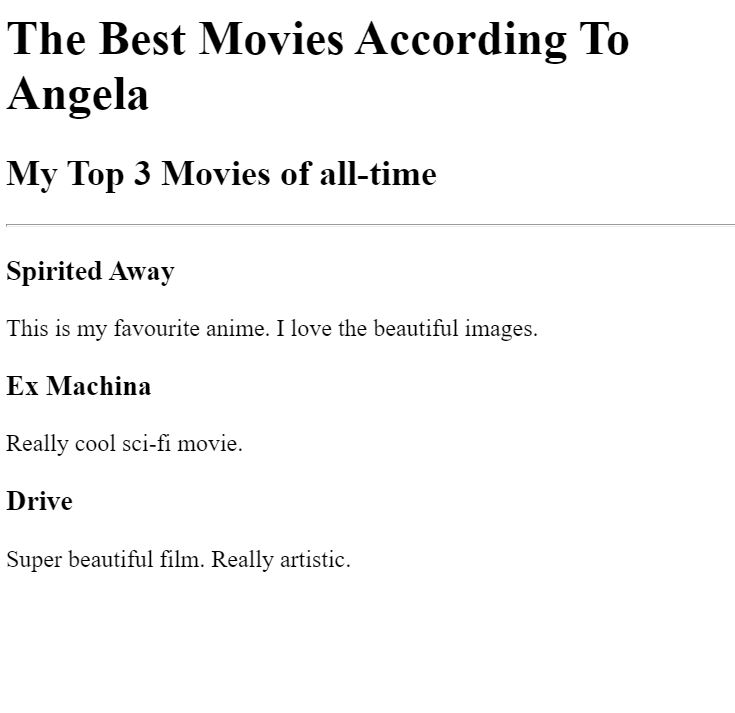 The Best Movies According To
Angela
My Top 3 Movies of all-time
Spirited Away
This is my favourite anime. I love the beautiful images.
Ex Machina
Really cool sci-fi movie.
Drive
Super beautiful film. Really artistic.